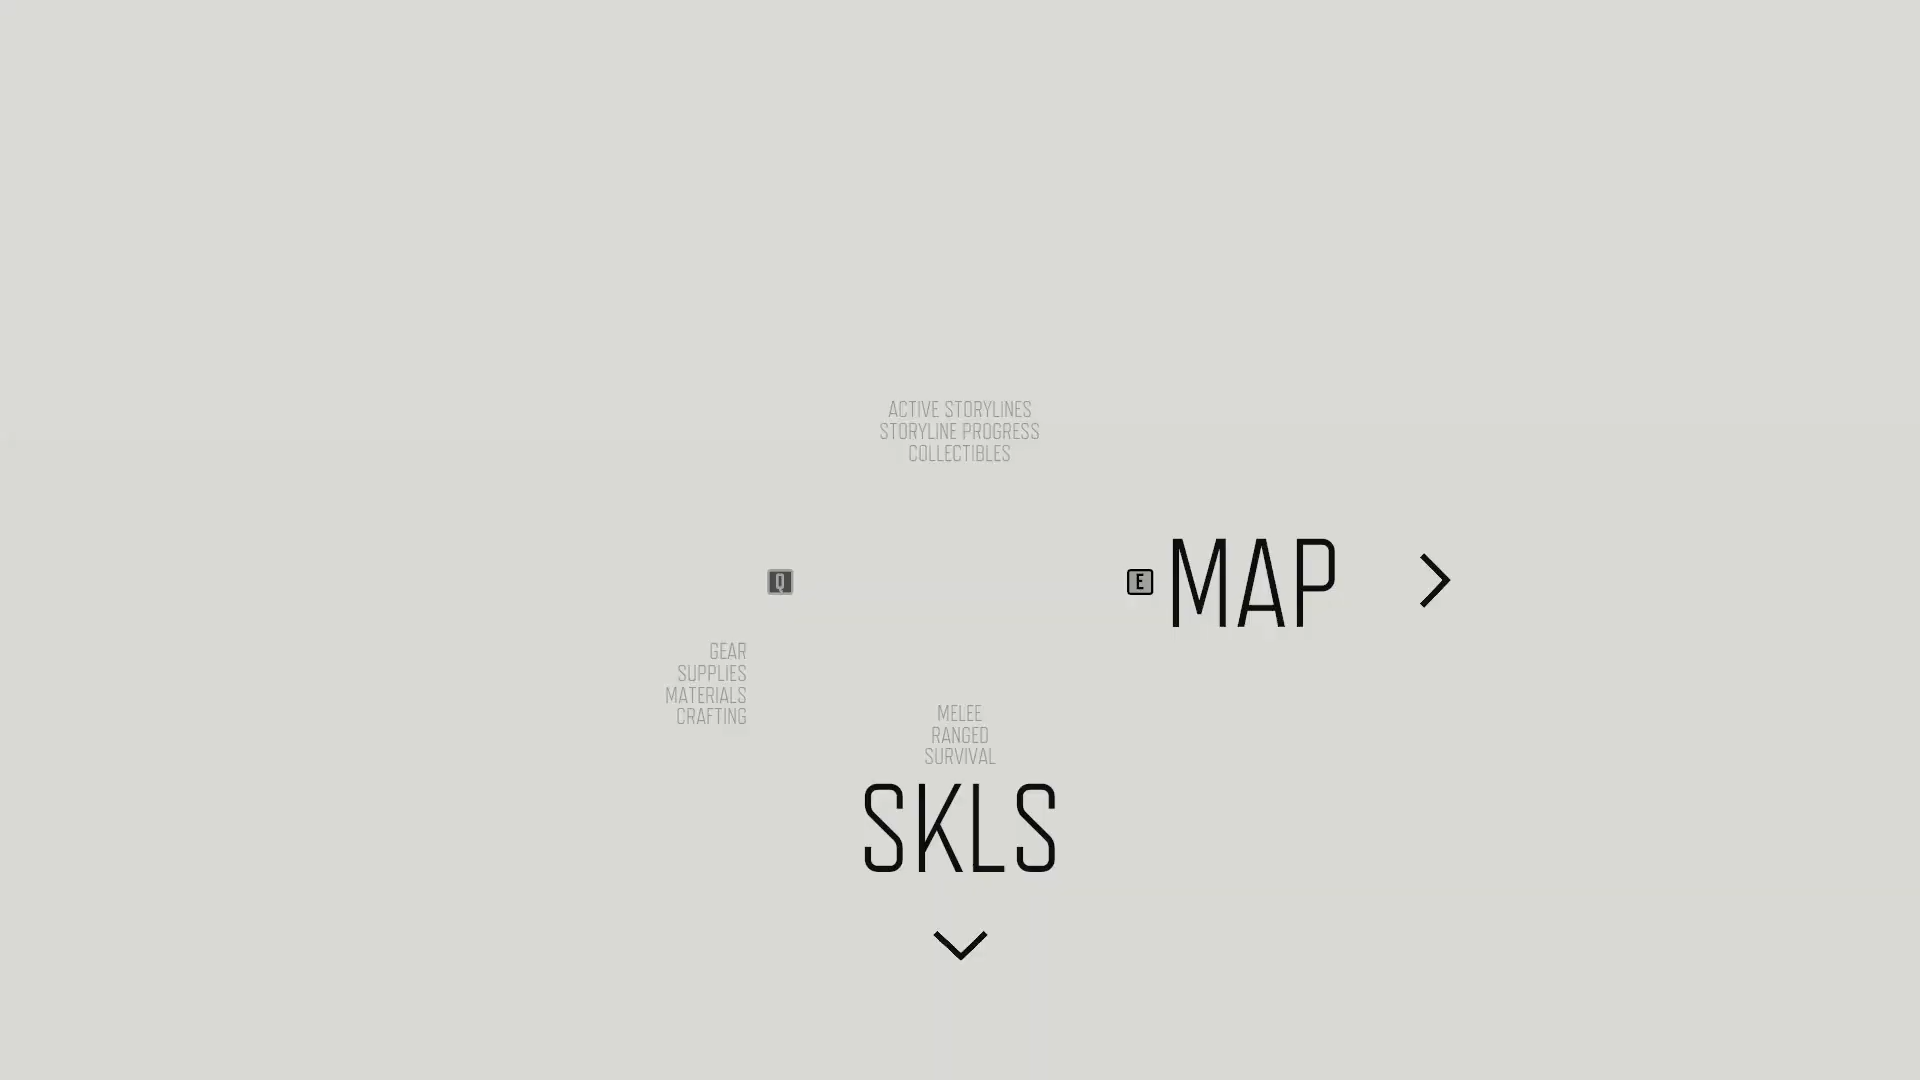 ACTIVE STORYLINES
STORYLINE PROGRESS
COLLECTIBLES
Q
E MAP
GEAR
SUPPLIES
MATERIALS
CRAFTING
MELEE
RANGED
SURVIVAL
SKLS